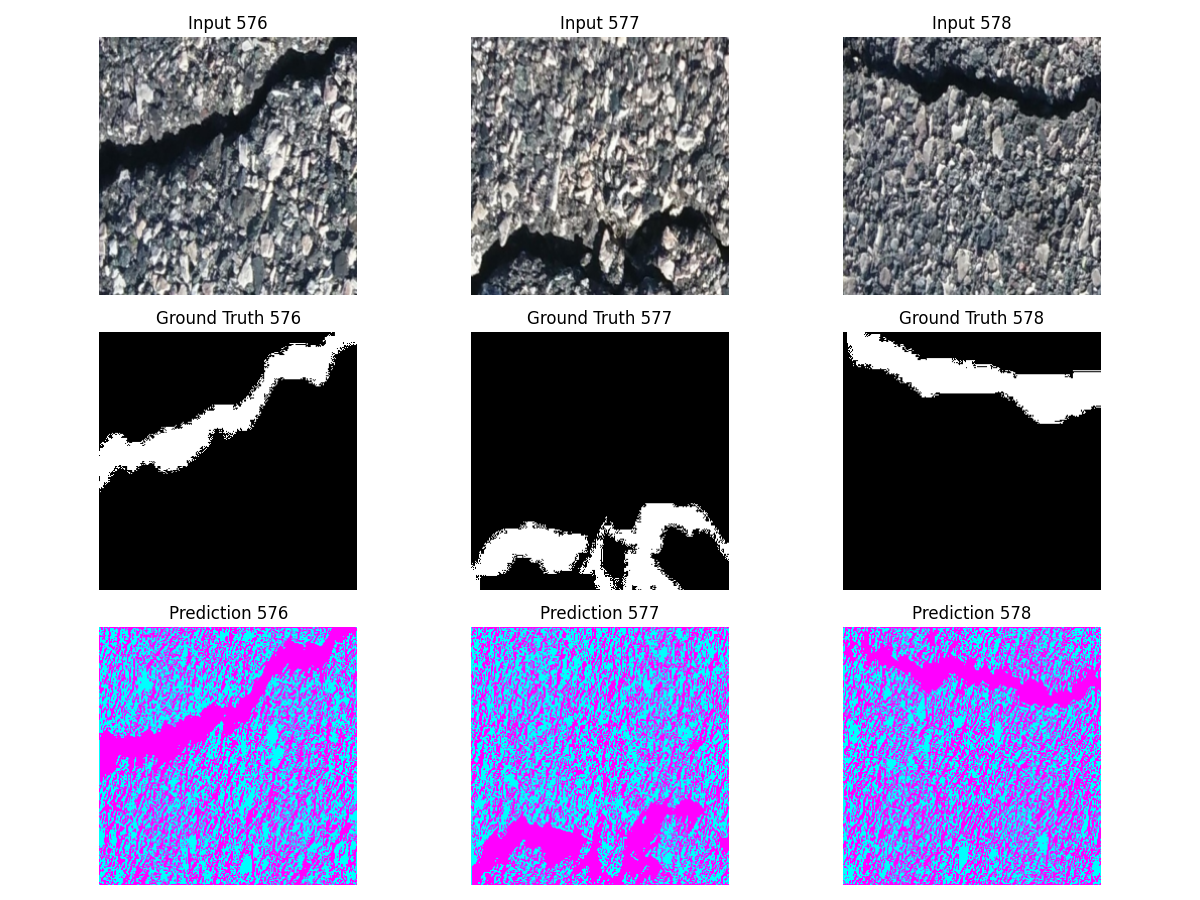 Input 576
Input 577
Input 578
Ground Truth 576
Ground Truth 577
Ground Truth 578
Prediction 576
Prediction 577
Prediction 578